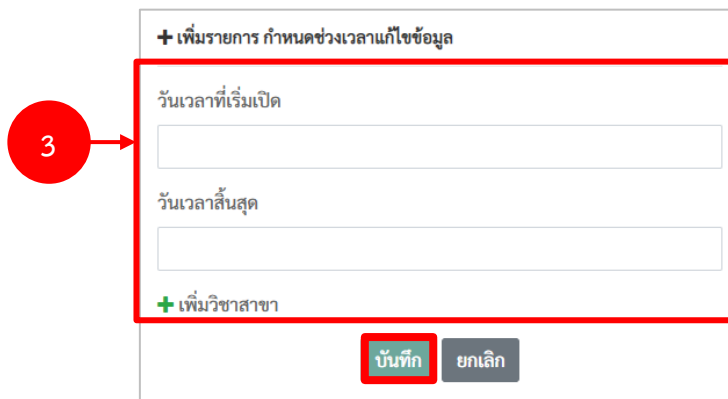 + เพิ่มรายการ กำหนดช่วงเวลาแก้ไขข้อมูล
วันเวลาที่เริ่มเปิด
3
วันเวลาสิ้นสุด
+ เพิ่มวิชาสาขา
บันทึก ยกเลิก